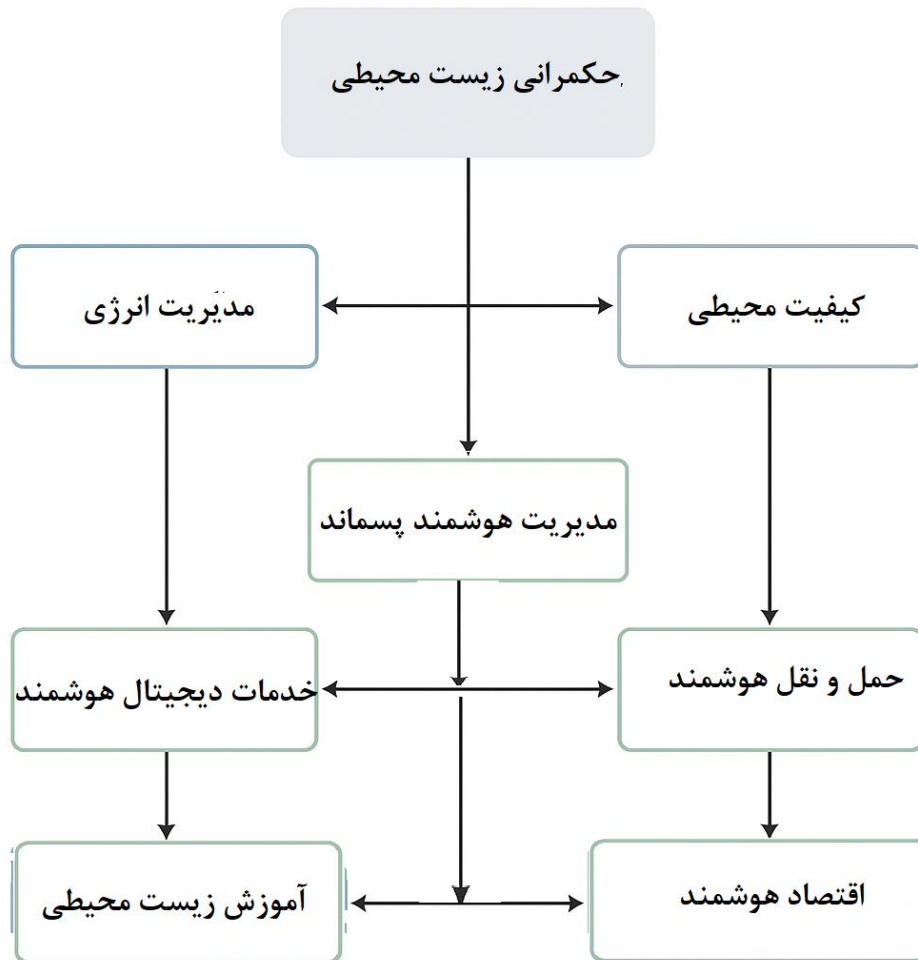 حکمرانی زیست محیطی
کیفیت محیطی
مدیریت انرژی
مدیریت هوشمند پسماند
حمل و نقل هوشمند
خدمات دیجیتال هوشمند
اقتصاد هوشمند
آموزش زیست محیطی